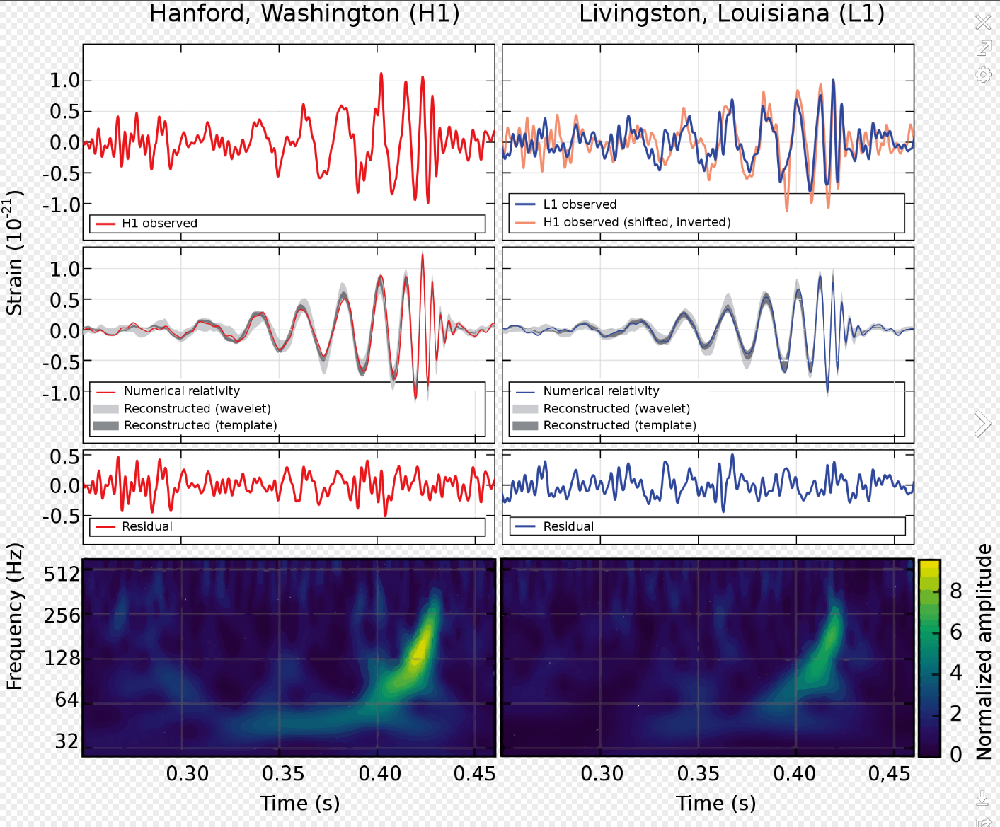 Hanford, Washington (H1)
Livingston, Louisiana (L1)
Strain (10-21)
1.0
0.5
0.0
-0.5
-1.0
H1 observed
L1 observed
H1 observed (shifted, inverted)
1.0
0.5
0.0
-0.5
-1.0
Numerical relativity
Reconstructed (wavelet)
Reconstructed (template)
Numerical relativity
Reconstructed (wavelet)
Reconstructed (template)
0.5
0.0
-0.5
Residual
Residual
Frequency (Hz)
512
256
128
64
32
Normalized amplitude
8
6
4
2
0
0.30 0.35 0.40 0.45
0.30 0.35 0.40 0,45
Time (s)
Time (s)